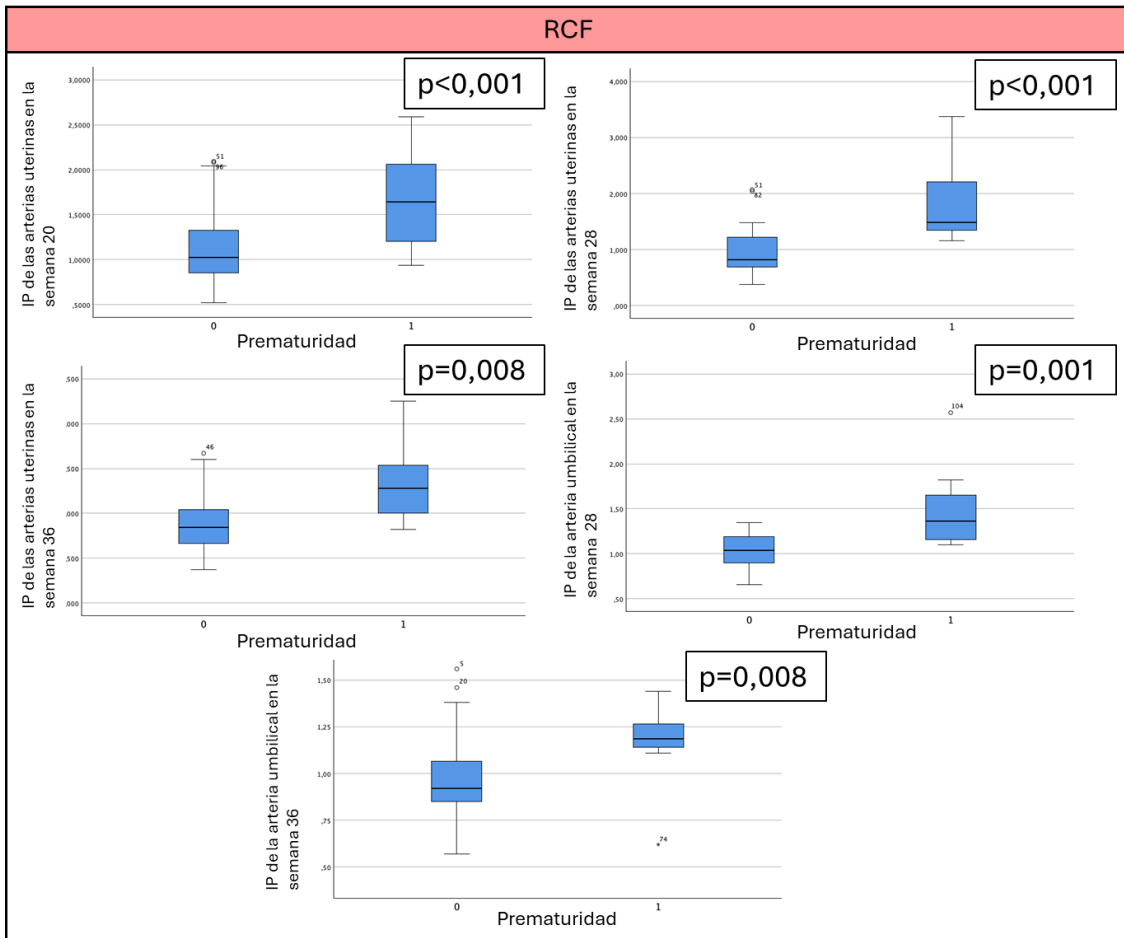 RCF
p<0,001
IP de las arterias uterinas en la
semana 20
3,0000
2,5000
2,0000
1,5000
1,0000
,5000
51
96
0
1
Prematuridad
p<0,001
IP de las arterias uterinas en la
semana 28
4,000
3,000
2,000
1,000
,000
51
82
0
1
Prematuridad
p=0,008
IP de las arterias uterinas en la
semana 36
,500
,000
,500
,000
,500
,000
46
0
1
Prematuridad
p=0,001
IP de la arteria umbilical en la
semana 28
3,00
2,50
2,00
1,50
1,00
,50
104
0
1
Prematuridad
p=0,008
IP de la arteria umbilical en la
semana 36
1,50
1,25
1,00
,75
,50
5
20
74
0
1
Prematuridad